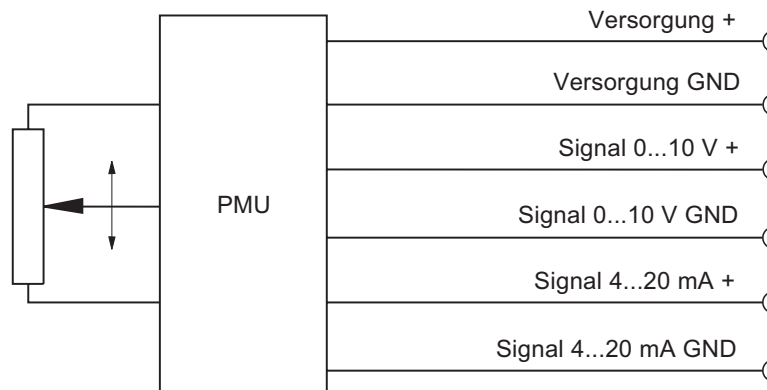 Versorgung +
Versorgung GND
Signal 0...10 V +
PMU
Signal 0...10 V GND
Signal 4...20 mA +
Signal 4...20 mA GND